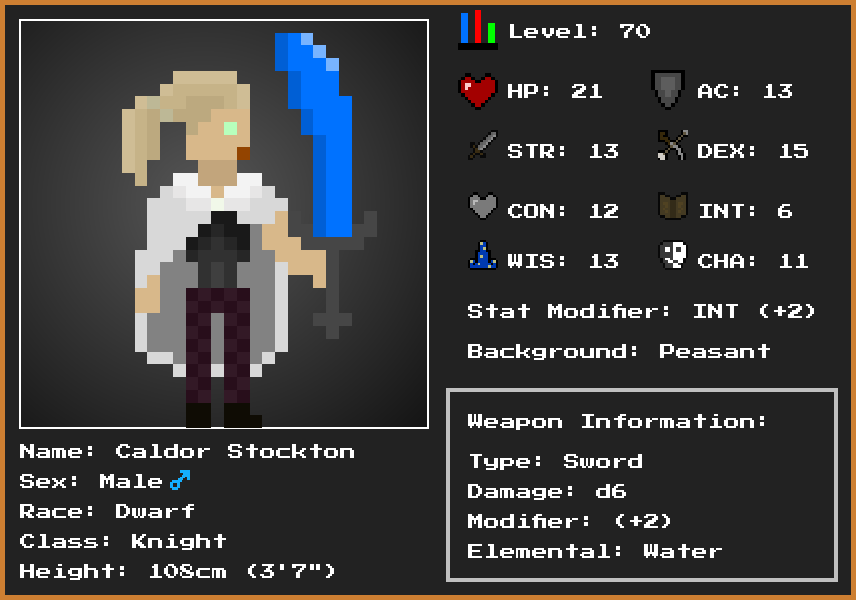 Level: 70
HP: 21
AC: 13
STR: 13
DEX: 15
CON: 12
INT: 6
WIS: 13
CHA: 11
Stat Modifier: INT (+2)
Background: Peasant
Weapon Information:
Type: Sword
Damage: d6
Modifier: (+2)
Elemental: Water
Name: Caldor Stockton
Sex: Male♂
Race: Dwarf
Class: Knight
Height: 108cm (3'7")